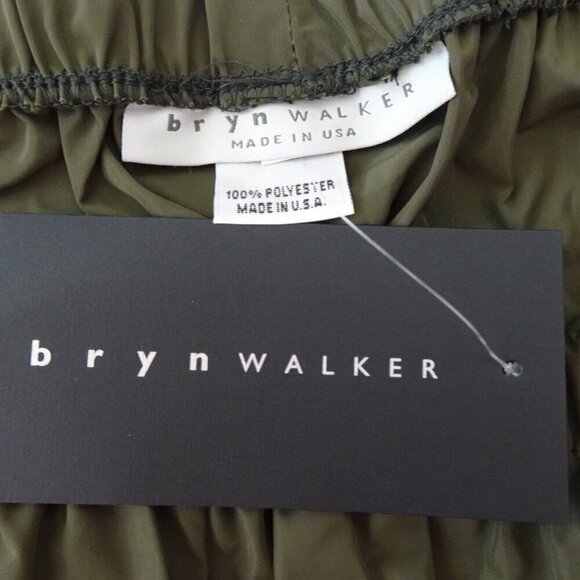 bryn WALKER
MADE IN USA
100% POLYESTER
MADE IN U.S.A.
bryn WALKER